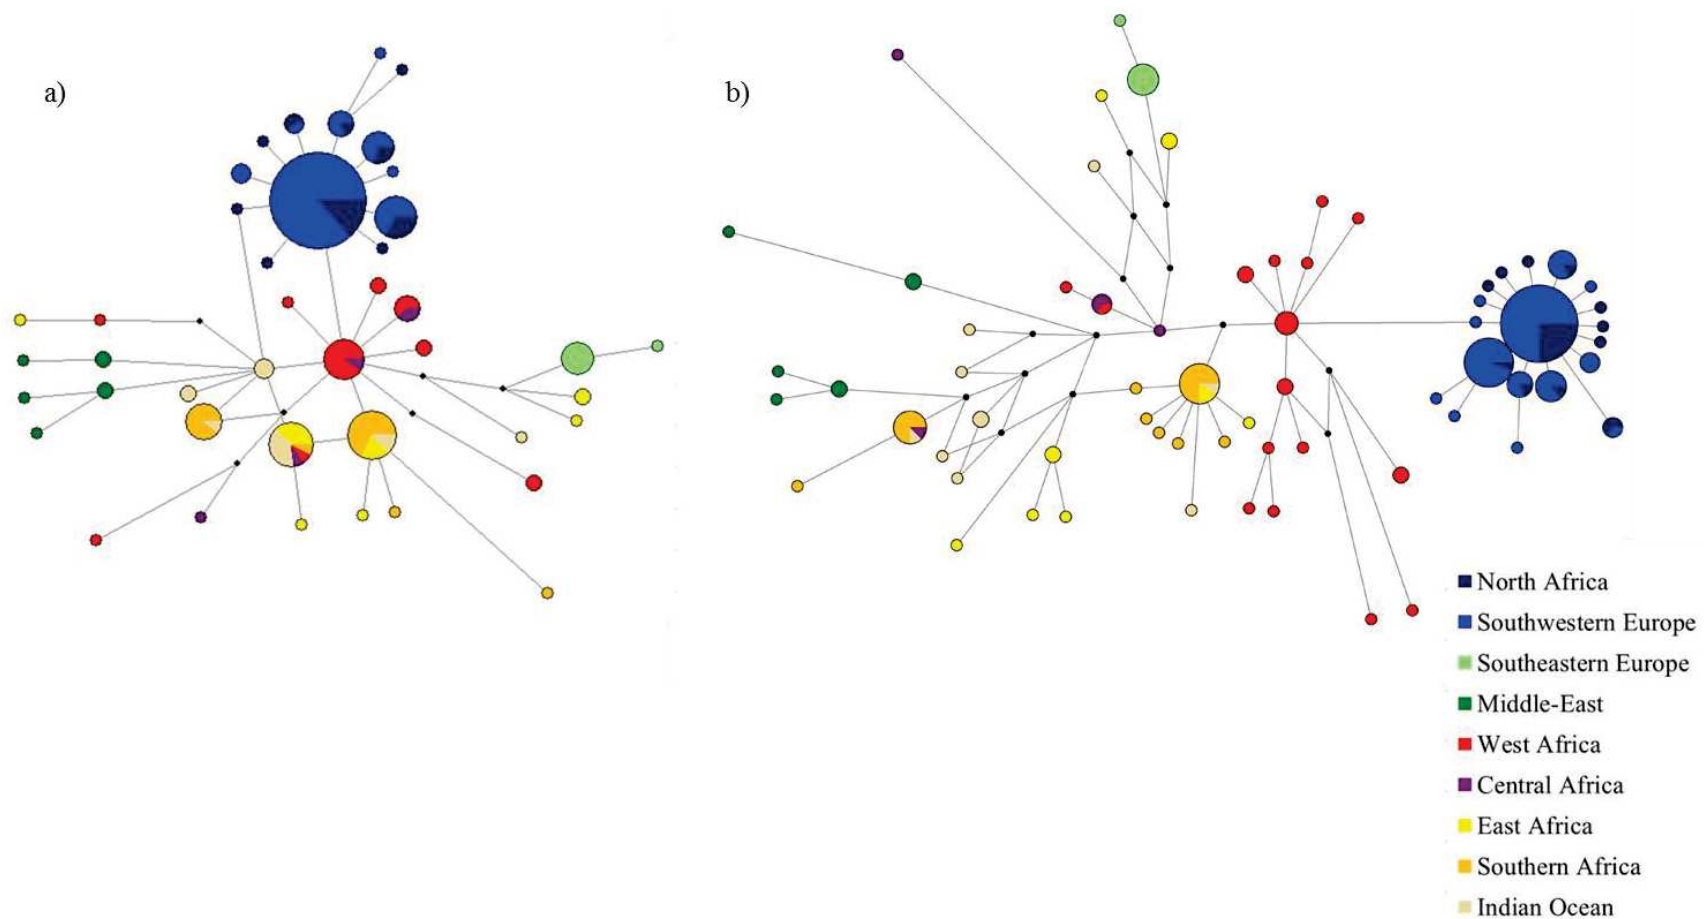 a)
b)
North Africa
Southwestern Europe
Southeastern Europe
Middle-East
West Africa
Central Africa
East Africa
Southern Africa
Indian Ocean